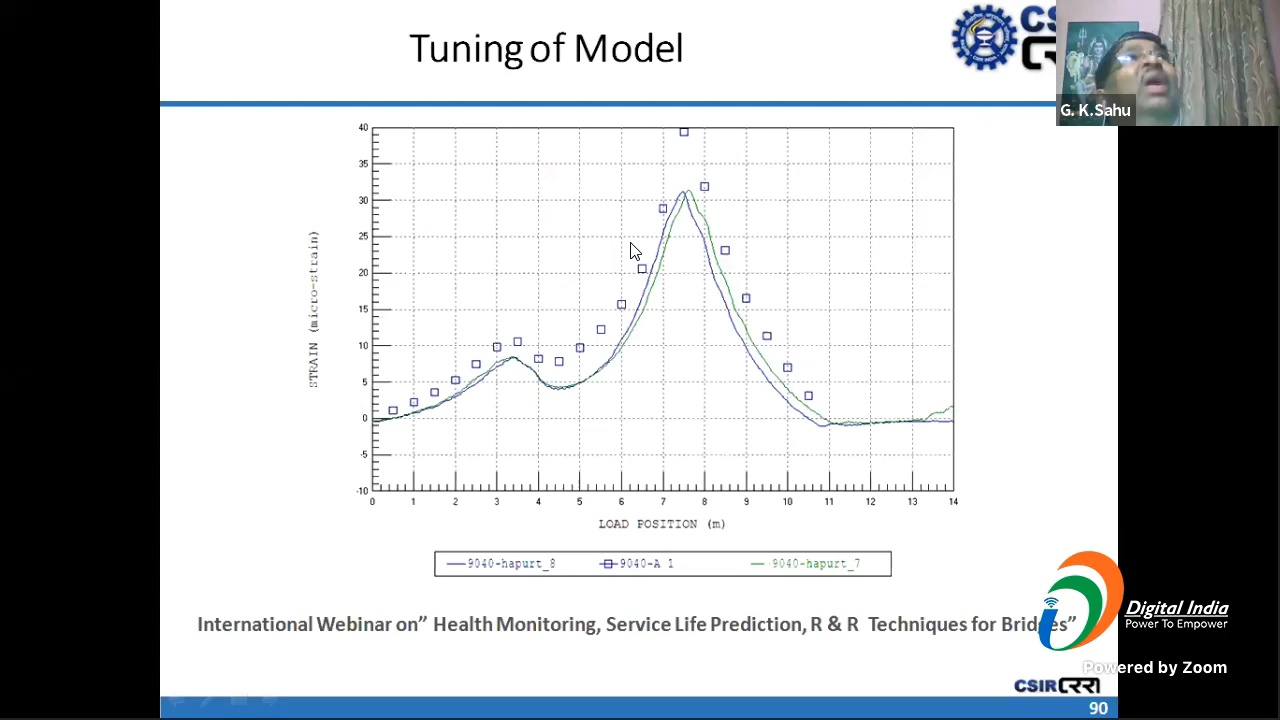 Tuning of Model
CS
G. K.Sahu
40
35
30
25
20
15
10
5
0
-5
-10
STRAIN (micro-strain)
0 1 2 3 4 5 6 7 8 9 10 11 12 13 14
LOAD POSITION (m)
9040-hapurt_8 9040-A 1 9040-hapurt_7
International Webinar on” Health Monitoring, Service Life Prediction, R & R Techniques for Bridges”
Digital India
Power To Empower
Powered by Zoom
CSIR CRRI
90